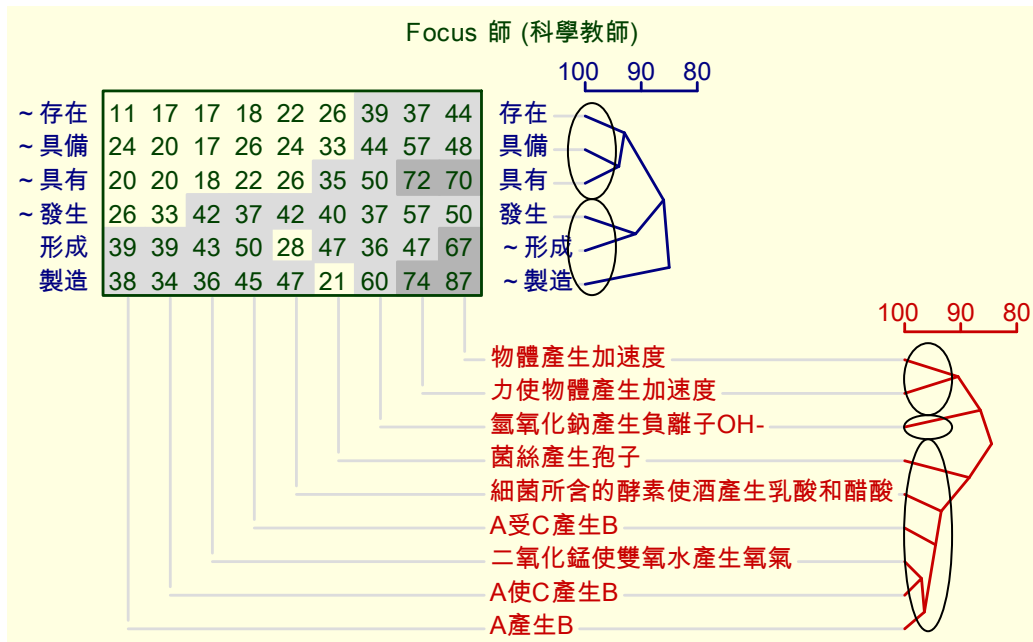 Focus 師 (科學教師)
100 90 80
~ 存在 11 17 17 18 22 26 39 37 44 存在
~ 具備 24 20 17 26 24 33 44 57 48 具備
~ 具有 20 20 18 22 26 35 50 72 70 具有
~ 發生 26 33 42 37 42 40 37 57 50 發生
形成 39 39 43 50 28 47 36 47 67 ~ 形成
製造 38 34 36 45 47 21 60 74 87 ~ 製造
100 90 80
物體產生加速度
力使物體產生加速度
氫氧化鈉產生負離子OH-
菌絲產生孢子
細菌所含的酵素使酒產生乳酸和醋酸
A受C產生B
二氧化錳使雙氧水產生氧氣
A使C產生B
A產生B